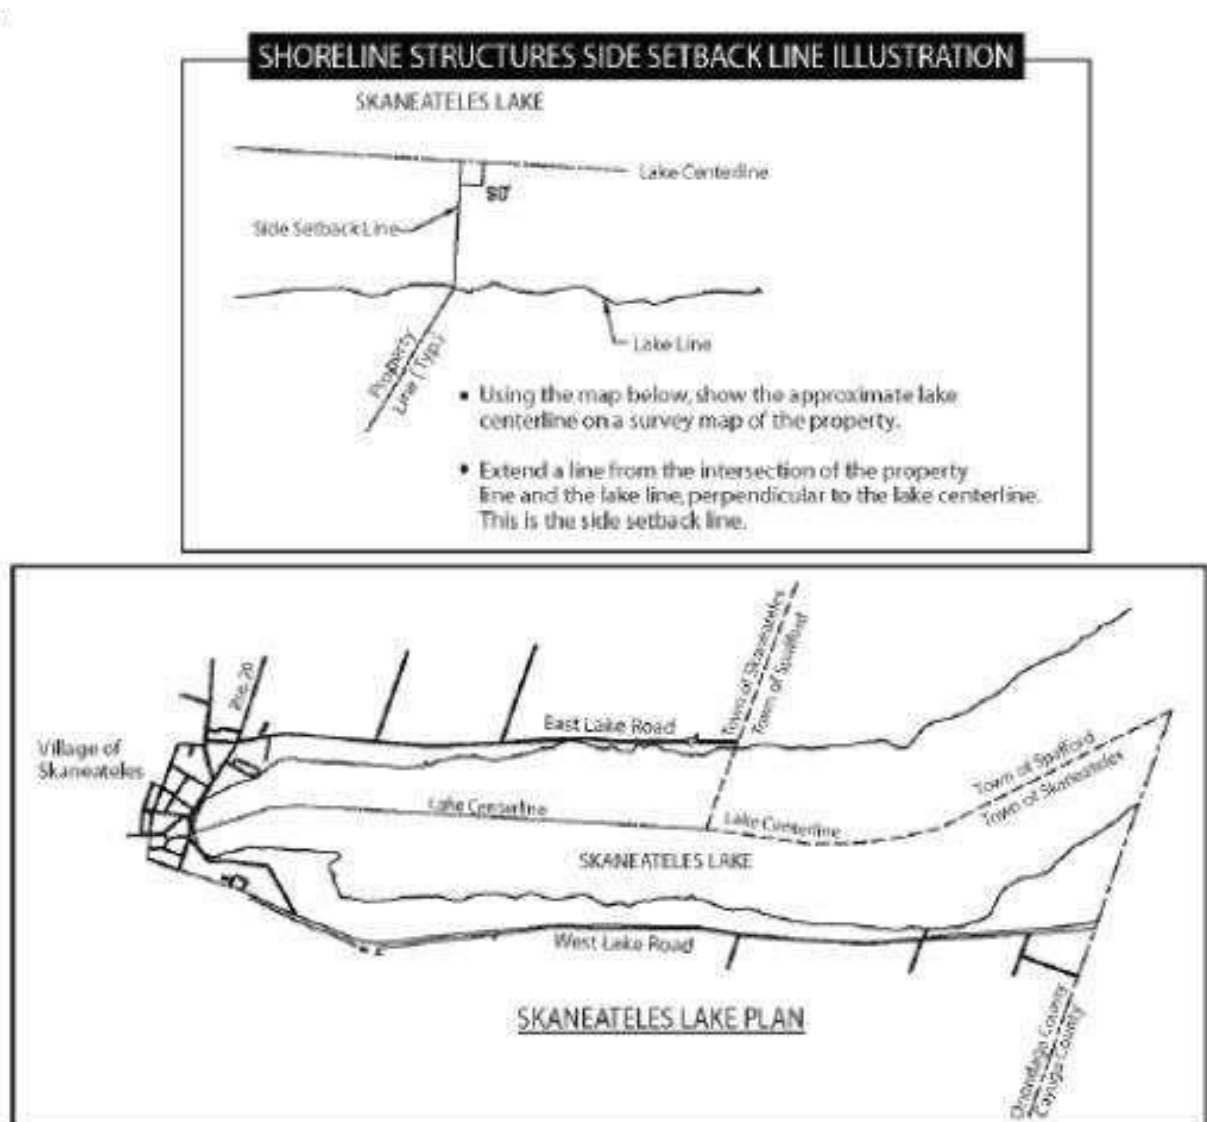 SHORELINE STRUCTURES SIDE SETBACK LINE ILLUSTRATION
SKANEATELES LAKE
Lake Centerline
90°
Side Setback Line
Lake Line
Property
Line (Typ.)
▪ Using the map below, show the approximate lake
centerline on a survey map of the property.
• Extend a line from the intersection of the property
line and the lake line, perpendicular to the lake centerline.
This is the side setback line.
Town of Skaneateles
Town of Spafford
Rte. 20
East Lake Road
Village of
Skaneateles
Town of Spafford
Town of Skaneateles
Lake Centerline
Lake Centerline
SKANEATELES LAKE
West Lake Road
SKANEATELES LAKE PLAN
Onondaga County
Cayuga County